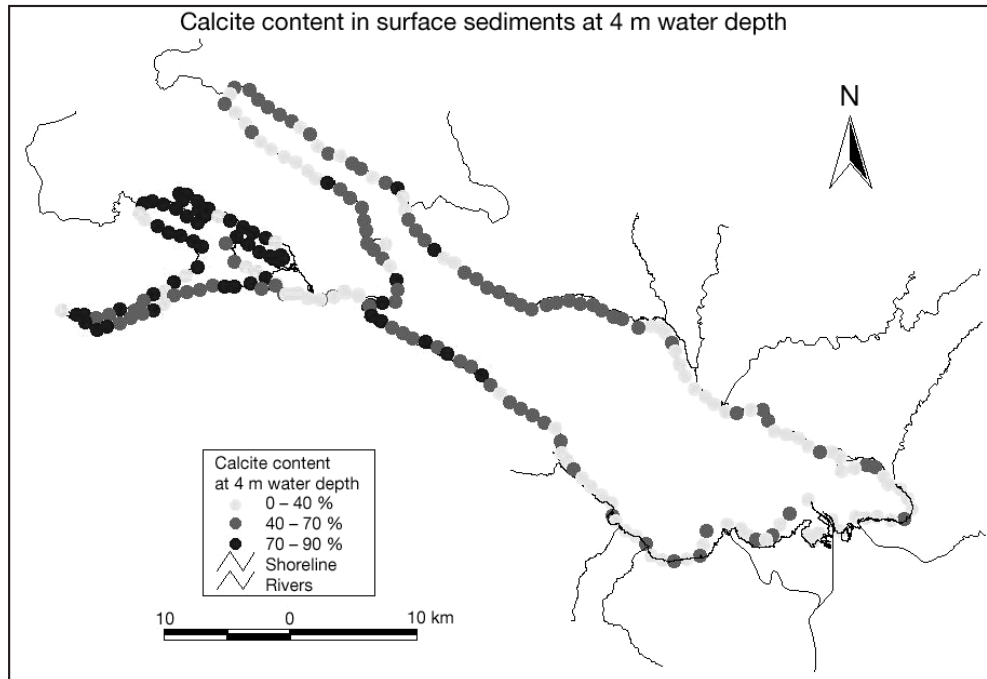 Calcite content in surface sediments at 4 m water depth
N
Calcite content
at 4 m water depth
0 – 40 %
40 – 70 %
70 – 90 %
Shoreline
Rivers
10 0 10 km